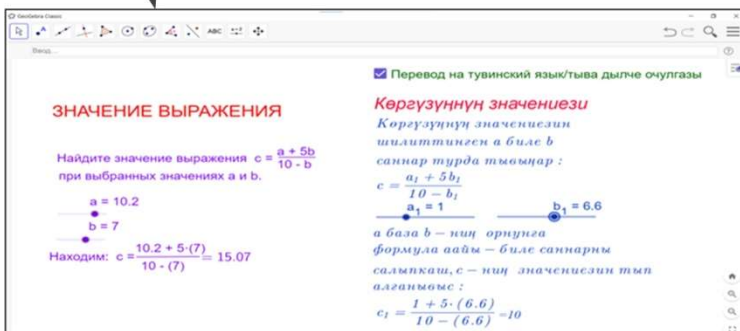 GeoGebra Classic
ABC
Ввод...
Перевод на тувинский язык/тыва дылче очулгазы
ЗНАЧЕНИЕ ВЫРАЖЕНИЯ
Найдите значение выражения c = (a + 5b)/(10 - b)
при выбранных значениях a и b.
a = 10.2
b = 7
Находим: c = (10.2 + 5·(7))/(10 - (7)) = 15.07
Көргүзүңнүң значениези
Көргүзүңнүң значениезин
шилиттинген a биле b
саннар турда тывыңар :
c = (a₁ + 5b₁)/(10 − b₁)
a₁ = 1
b₁ = 6.6
a база b − ниң орнунга
формула аайы − биле саннарны
салыпкаш, c − ниң значениезин тып
алганывыс :
c₁ = (1 + 5· (6.6))/(10 − (6.6)) =10